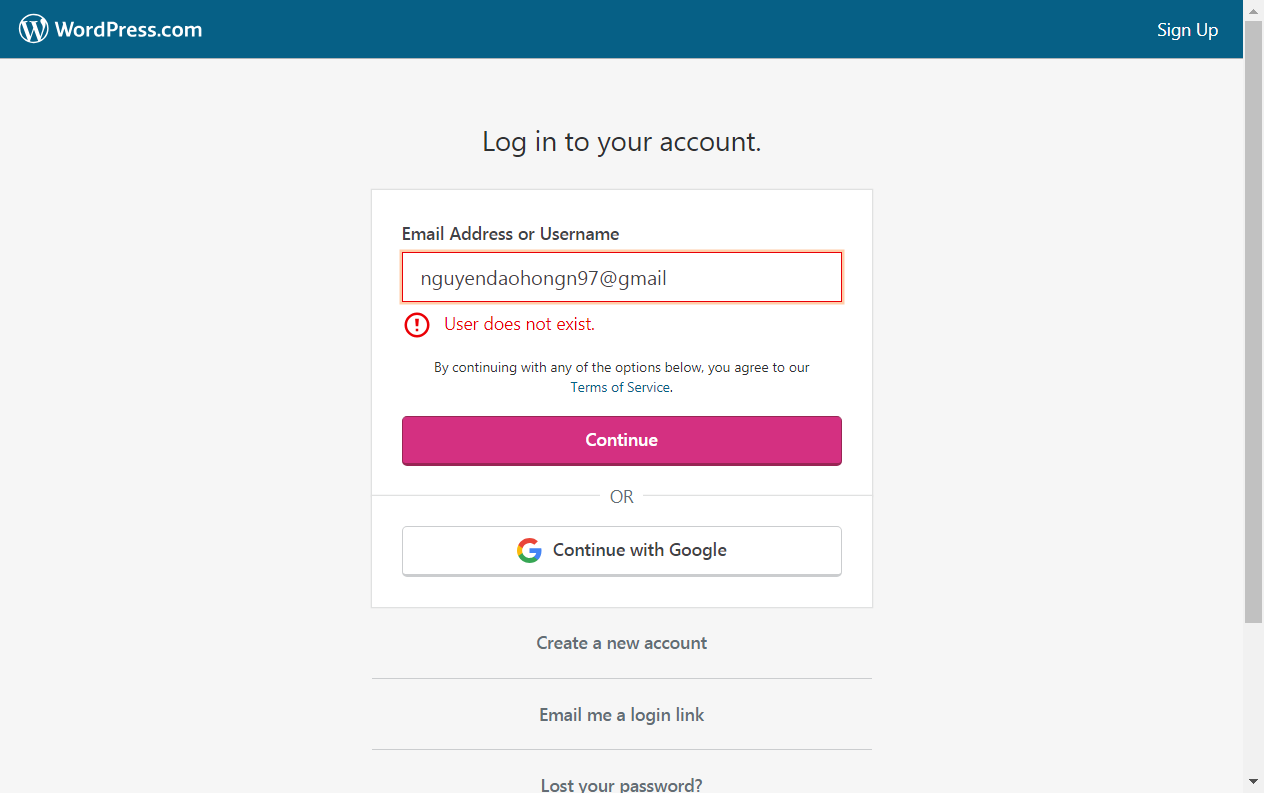 WordPress.com
Sign Up
Log in to your account.
Email Address or Username
nguyendaohongn97@gmail
User does not exist.
By continuing with any of the options below, you agree to our
Terms of Service.
Continue
OR
Continue with Google
Create a new account
Email me a login link
Lost your password?